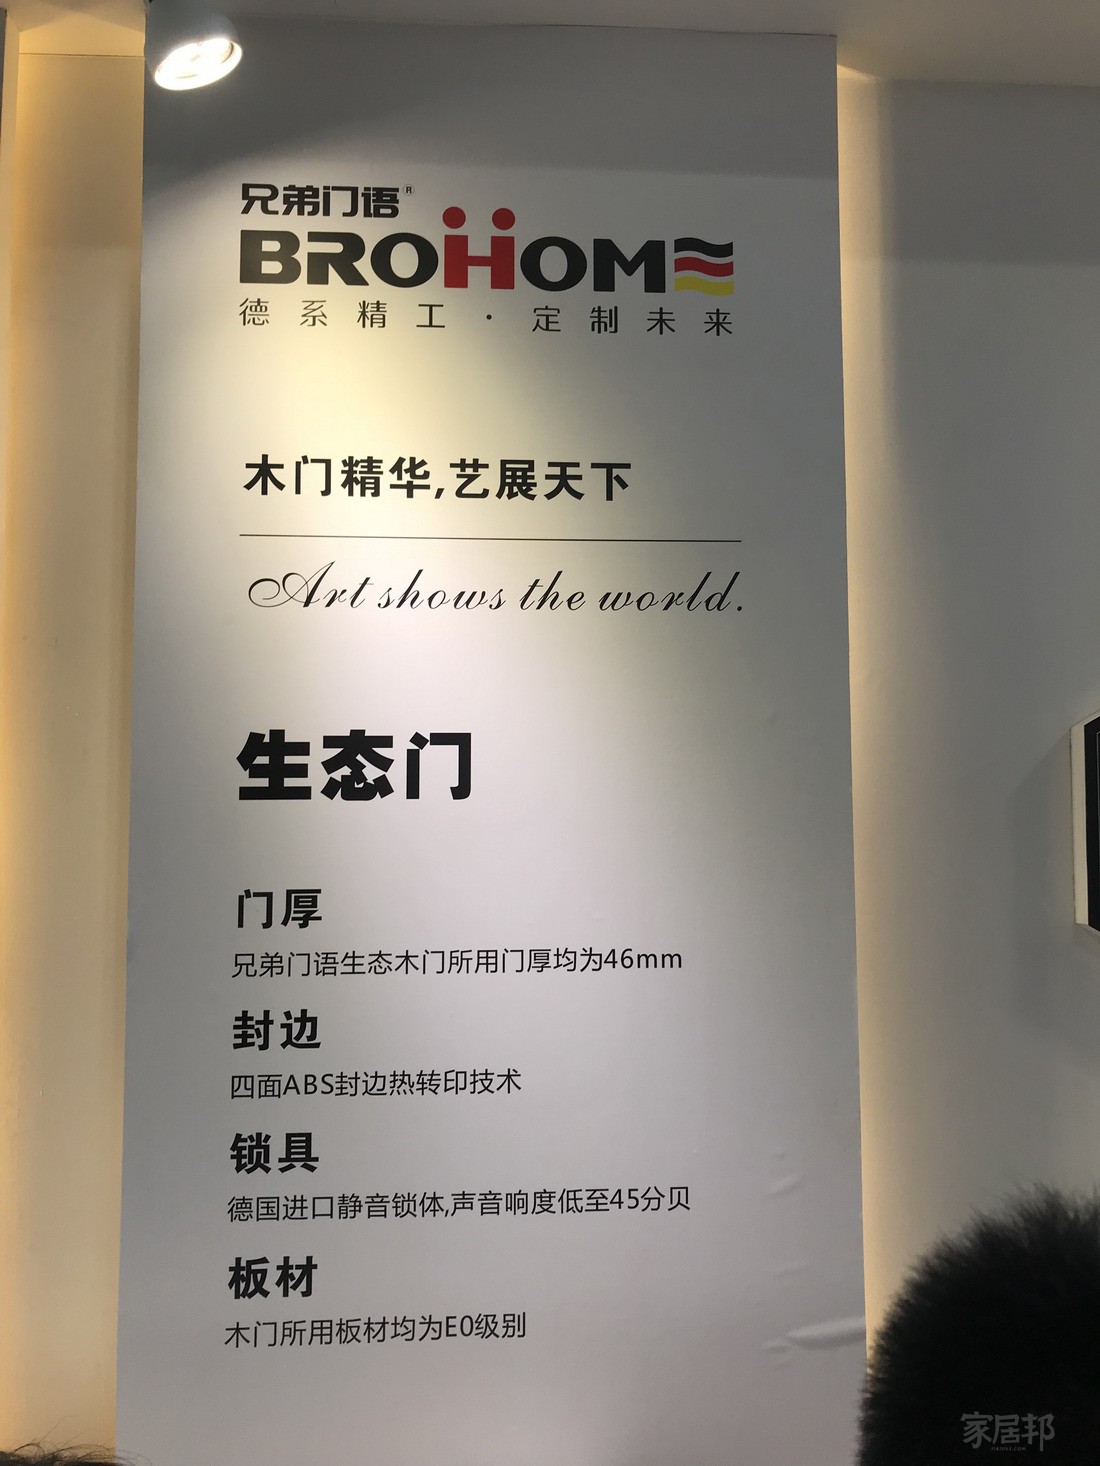 兄弟门语®
BROHOME
德系精工·定制未来
木门精华,艺展天下
Art shows the world.
生态门
门厚
兄弟门语生态木门所用门厚均为46mm
封边
四面ABS封边热转印技术
锁具
德国进口静音锁体,声音响度低至45分贝
板材
木门所用板材均为E0级别
家居邦